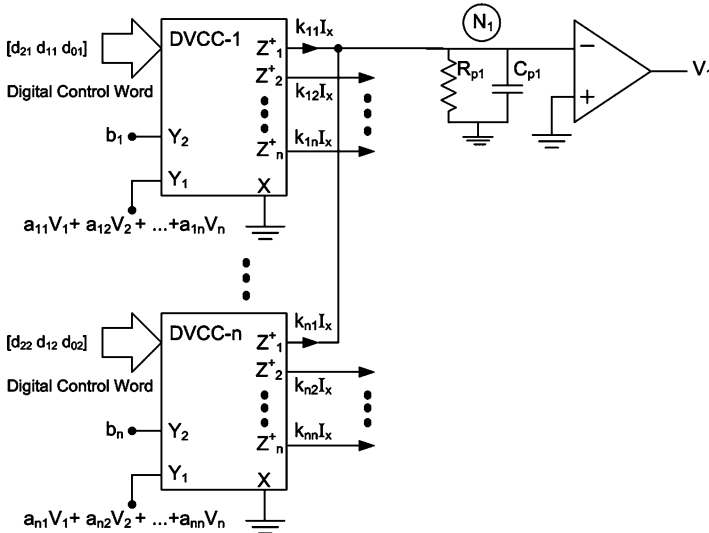 [d21 d11 d01]
Digital Control Word
DVCC-1
b1
Y2
Y1
a11V1+ a12V2 + ...+a1nVn
Z+1
Z+2
Z+n
X
k11Ix
k12Ix
k1nIx
N1
Rp1
Cp1
−
+
V1
[d22 d12 d02]
Digital Control Word
DVCC-n
bn
Y2
Y1
an1V1+ an2V2 + ...+annVn
Z+1
Z+2
Z+n
X
kn1Ix
kn2Ix
knnIx